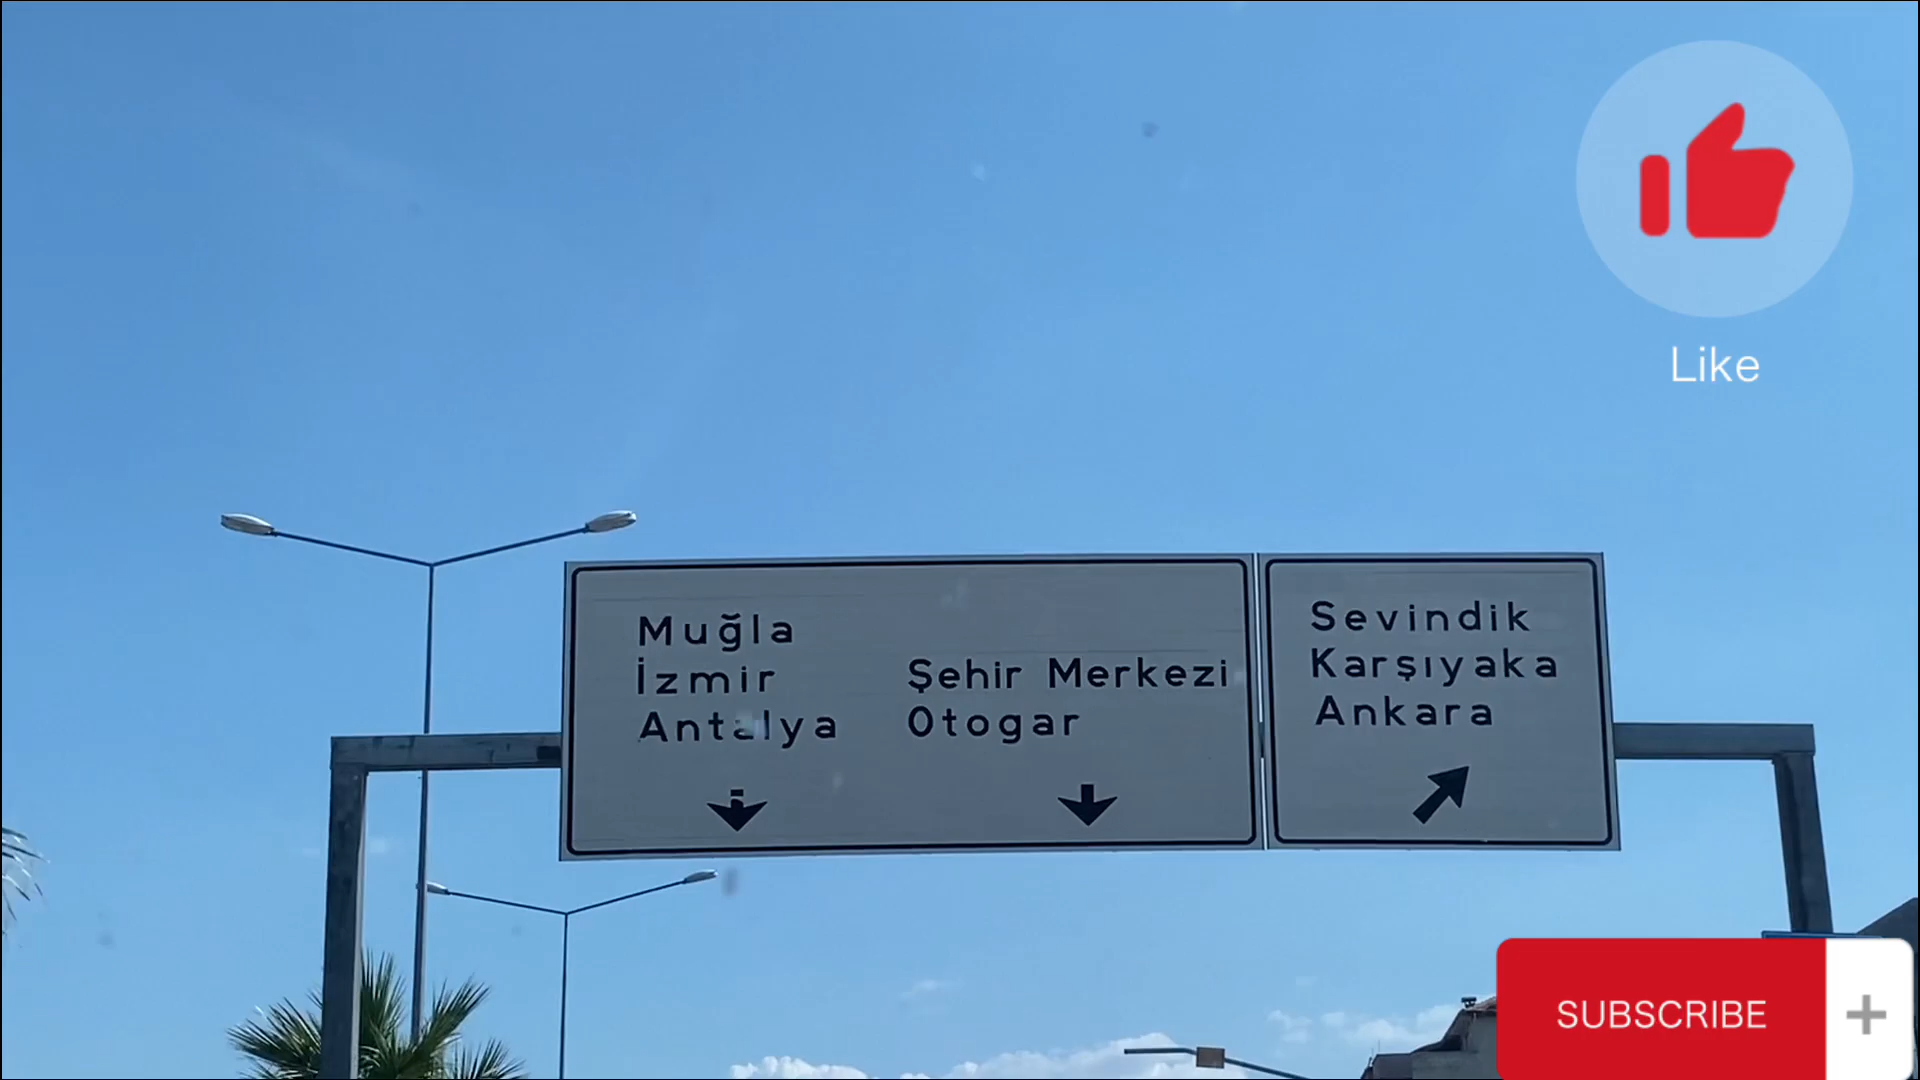 Like
Muğla
İzmir
Antalya
Şehir Merkezi
Otogar
Sevindik
Karşıyaka
Ankara
SUBSCRIBE